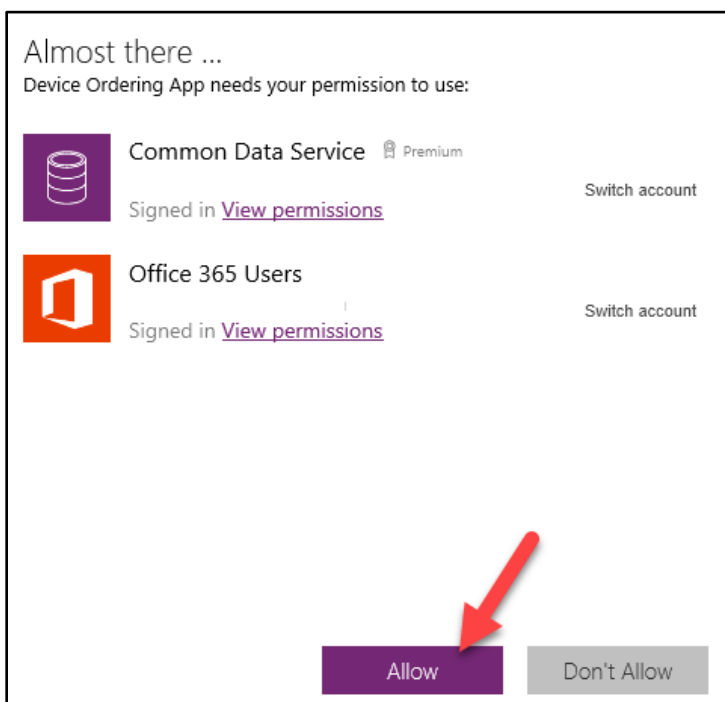 Almost there ...
Device Ordering App needs your permission to use:
Common Data Service Premium
Switch account
Signed in View permissions
Office 365 Users
Switch account
Signed in View permissions
Allow Don't Allow